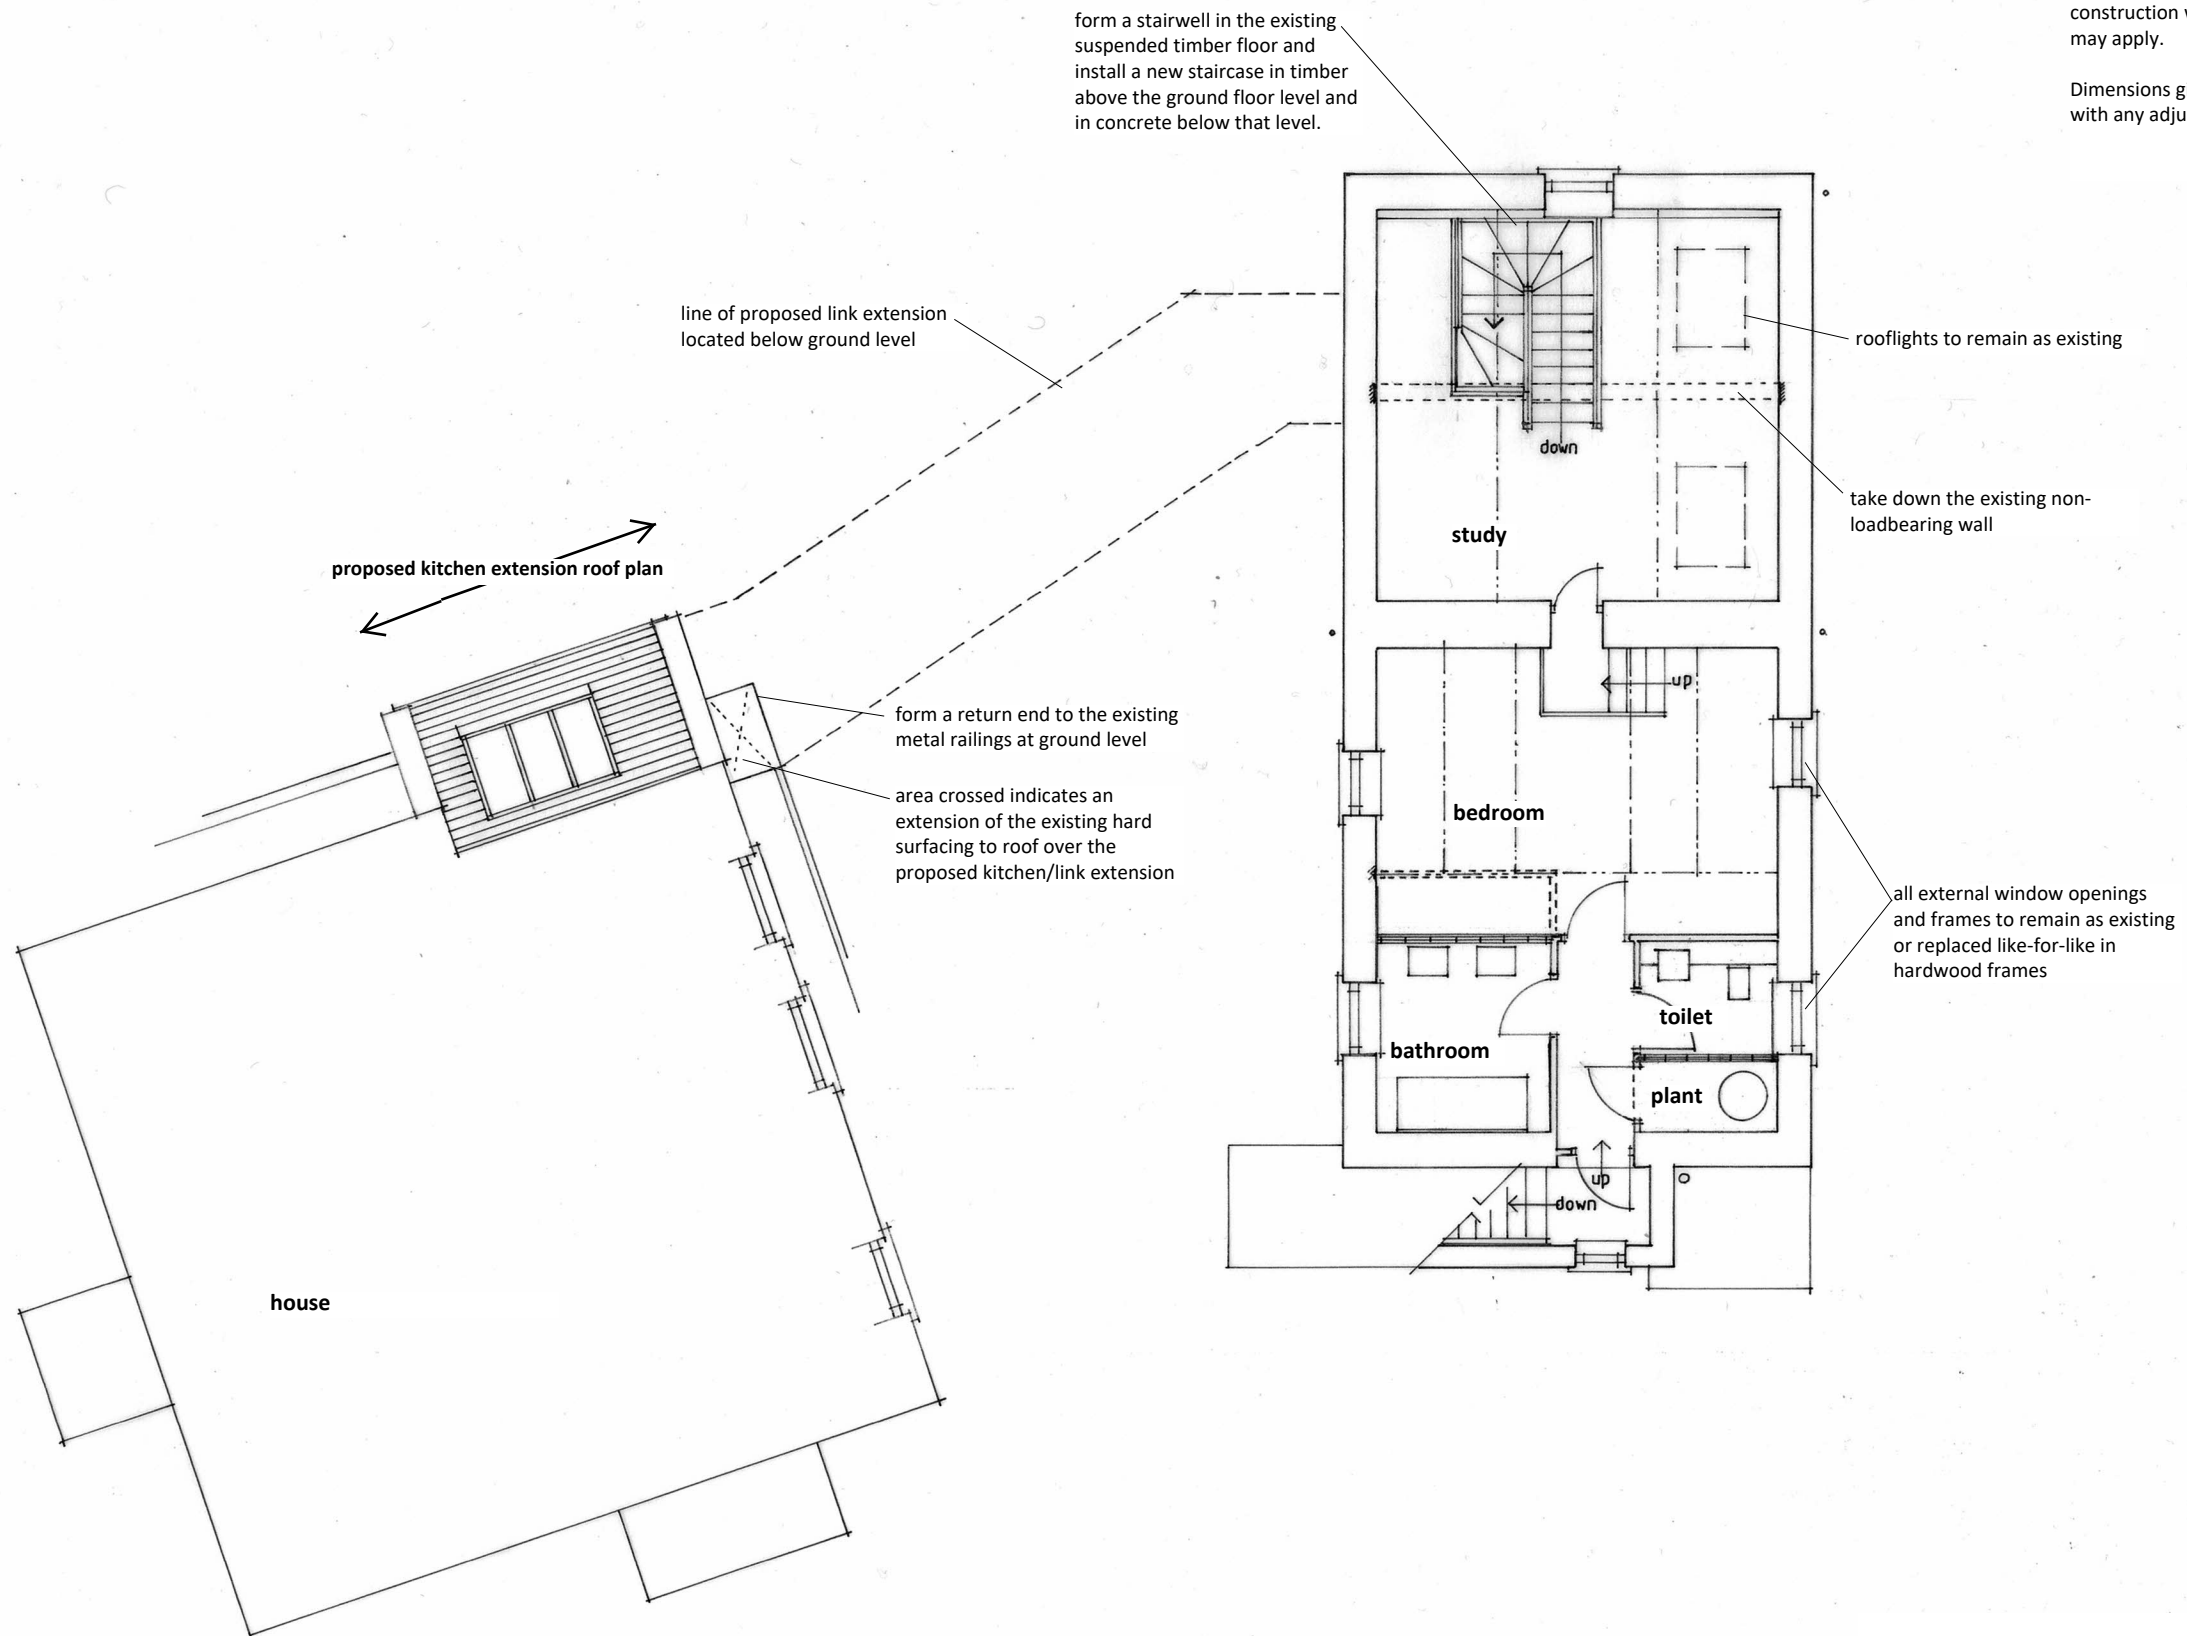 form a stairwell in the existing
suspended timber floor and
install a new staircase in timber
above the ground floor level and
in concrete below that level.
construction
may apply.
Dimensions
with any
line of proposed link extension
located below ground level
rooflights to remain as existing
down
take down the existing non-
loadbearing wall
study
proposed kitchen extension roof plan
up
form a return end to the existing
metal railings at ground level
area crossed indicates an
extension of the existing hard
surfacing to roof over the
proposed kitchen/link extension
bedroom
all external window openings
and frames to remain as existing
or replaced like-for-like in
hardwood frames
toilet
bathroom
plant
up
down
house